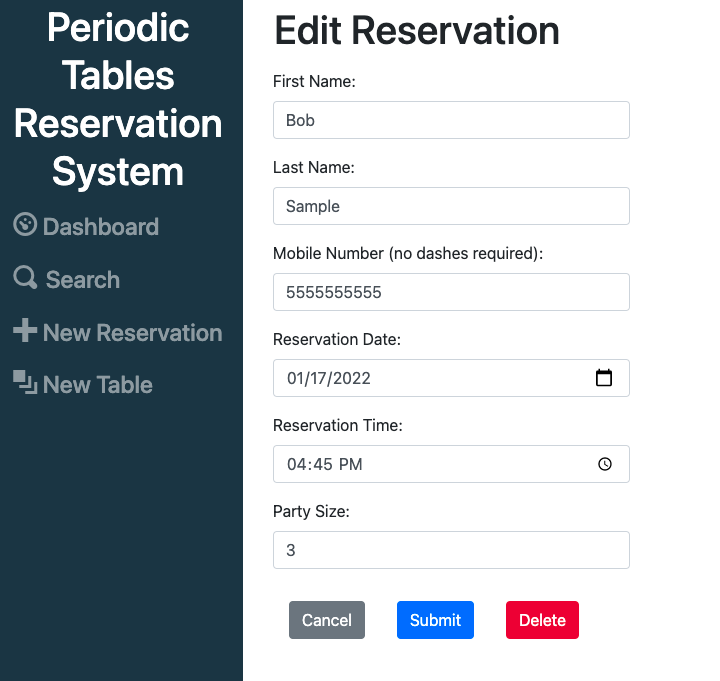 Periodic
Tables
Reservation
System
Dashboard
Search
New Reservation
New Table
Edit Reservation
First Name:
Bob
Last Name:
Sample
Mobile Number (no dashes required):
5555555555
Reservation Date:
01/17/2022
Reservation Time:
04:45 PM
Party Size:
3
Cancel Submit Delete